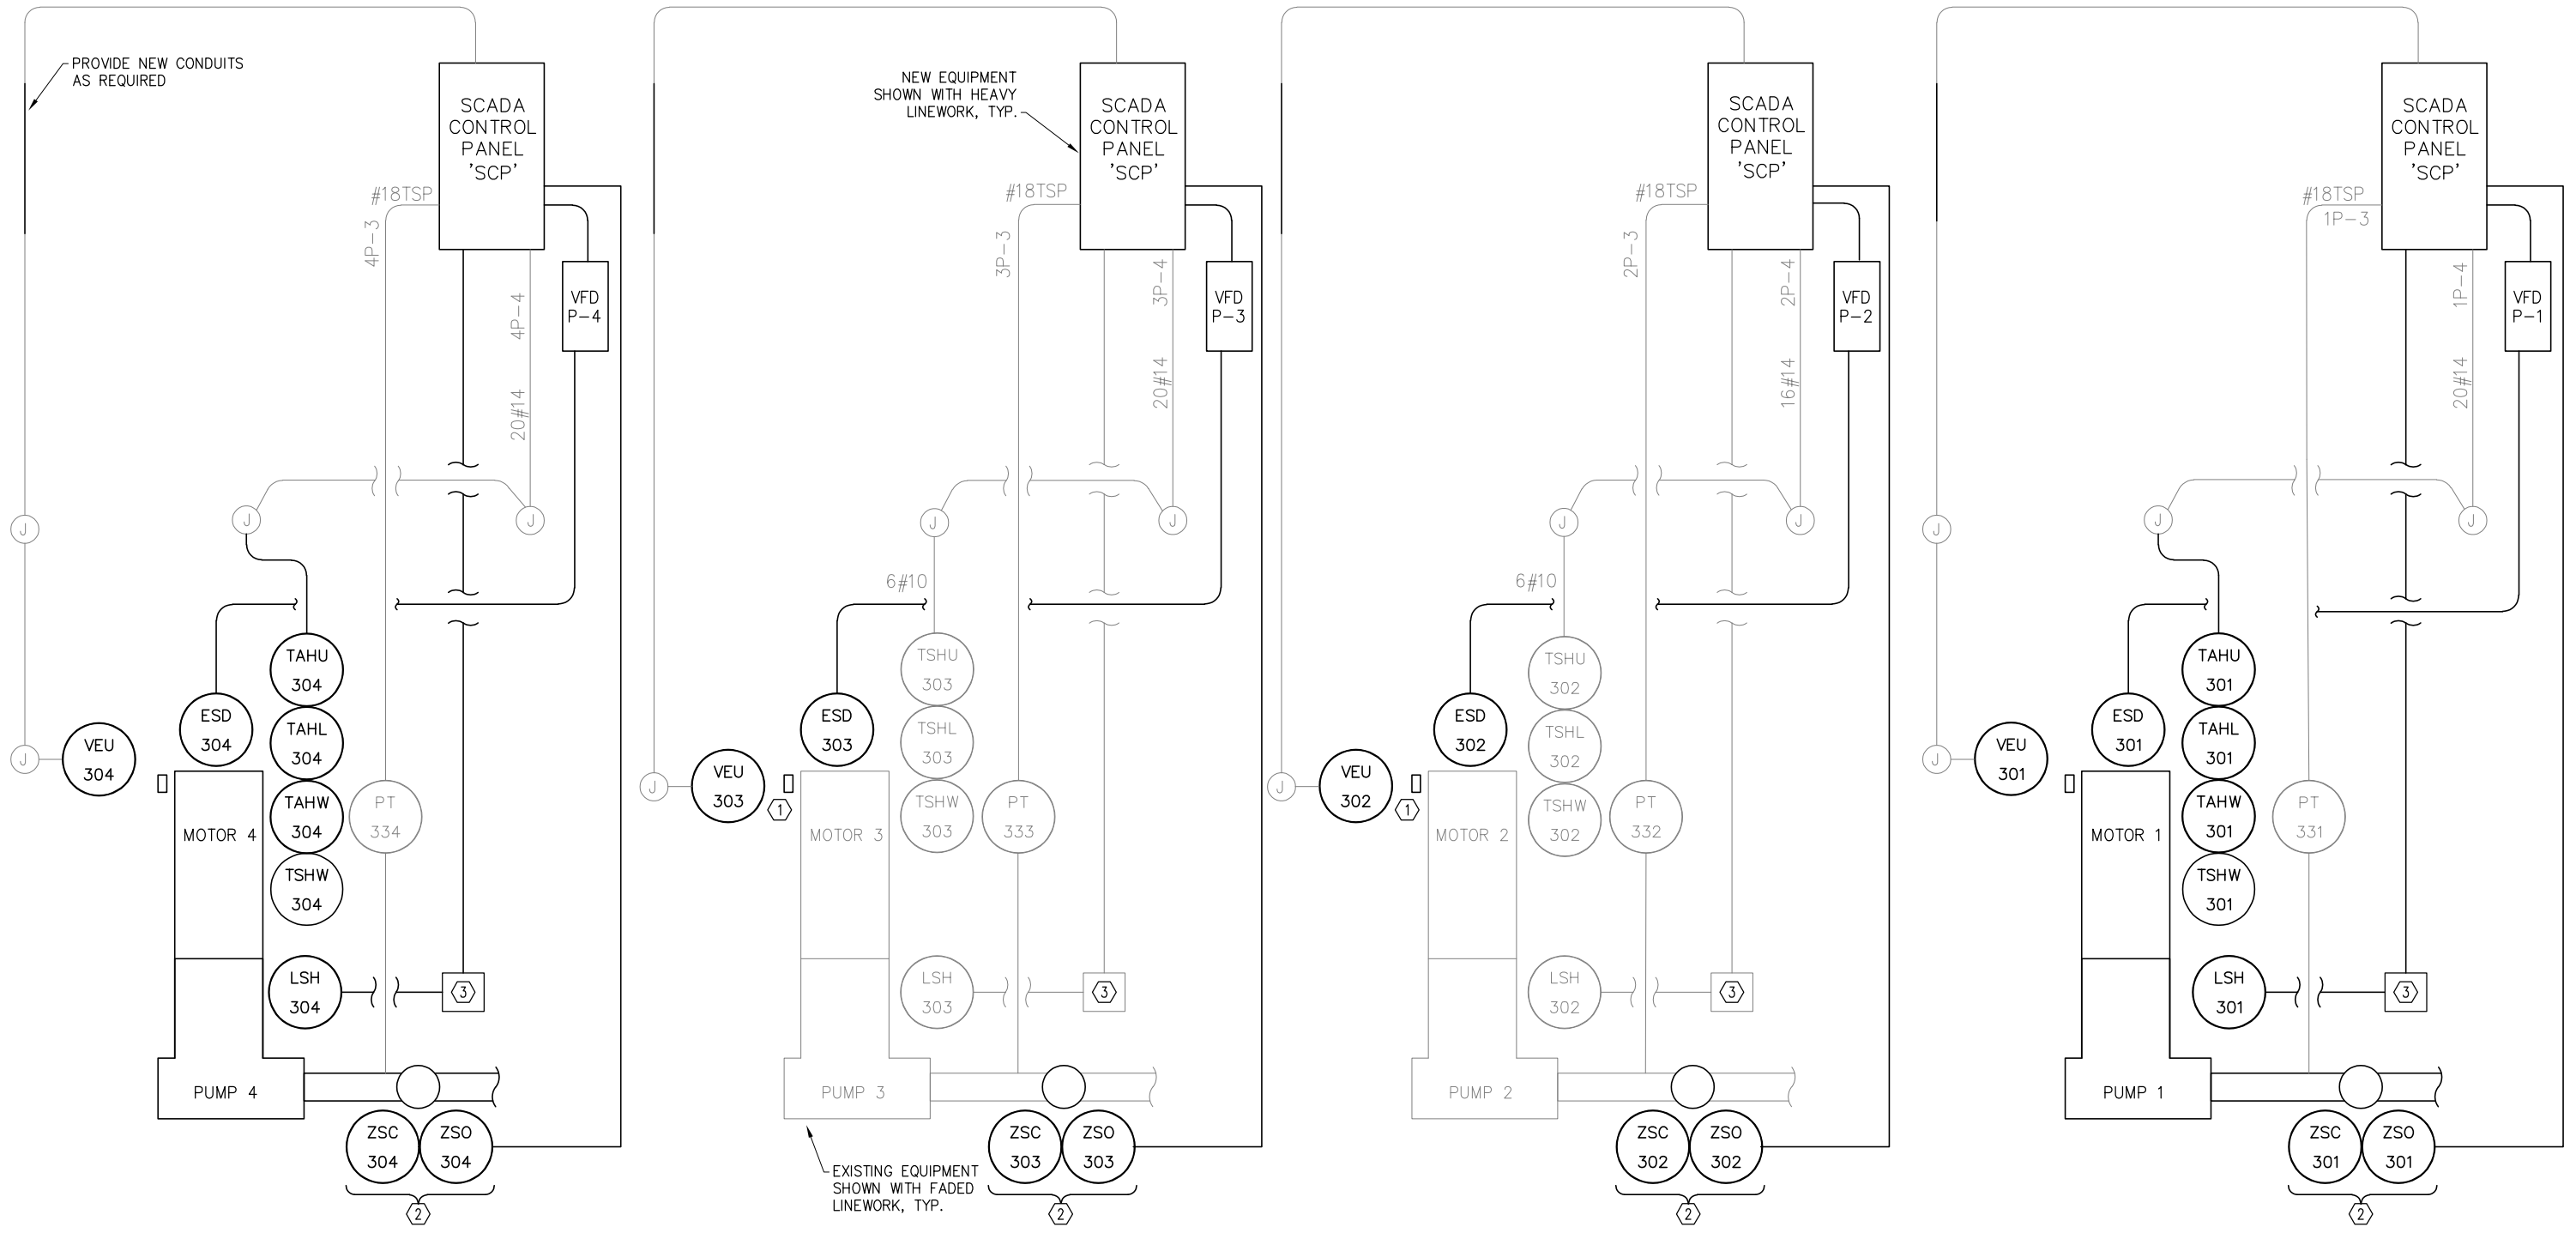 PROVIDE NEW CONDUITS
AS REQUIRED
SCADA
CONTROL
PANEL
'SCP'
#18TSP
4P-3
4P-4
20#14
VFD
P-4
J
J
J
J
TAHU
304
ESD
304
TAHL
304
VEU
304
TAHW
304
PT
334
MOTOR 4
TSHW
304
LSH
304
3
PUMP 4
ZSC
304
ZSO
304
2
NEW EQUIPMENT
SHOWN WITH HEAVY
LINEWORK, TYP.
SCADA
CONTROL
PANEL
'SCP'
#18TSP
3P-3
3P-4
20#14
VFD
P-3
J
J
6#10
TSHU
303
ESD
303
TSHL
303
J
VEU
303
1
TSHW
303
PT
333
MOTOR 3
LSH
303
3
PUMP 3
ZSC
303
ZSO
303
EXISTING EQUIPMENT
SHOWN WITH FADED
LINEWORK, TYP.
2
SCADA
CONTROL
PANEL
'SCP'
#18TSP
2P-3
2P-4
16#14
VFD
P-2
J
J
6#10
TSHU
302
ESD
302
TSHL
302
J
VEU
302
1
TSHW
302
PT
332
MOTOR 2
LSH
302
3
PUMP 2
ZSC
302
ZSO
302
2
SCADA
CONTROL
PANEL
'SCP'
#18TSP
1P-3
1P-4
20#14
VFD
P-1
J
J
J
J
TAHU
301
ESD
301
TAHL
301
VEU
301
TAHW
301
PT
331
MOTOR 1
TSHW
301
LSH
301
3
PUMP 1
ZSC
301
ZSO
301
2